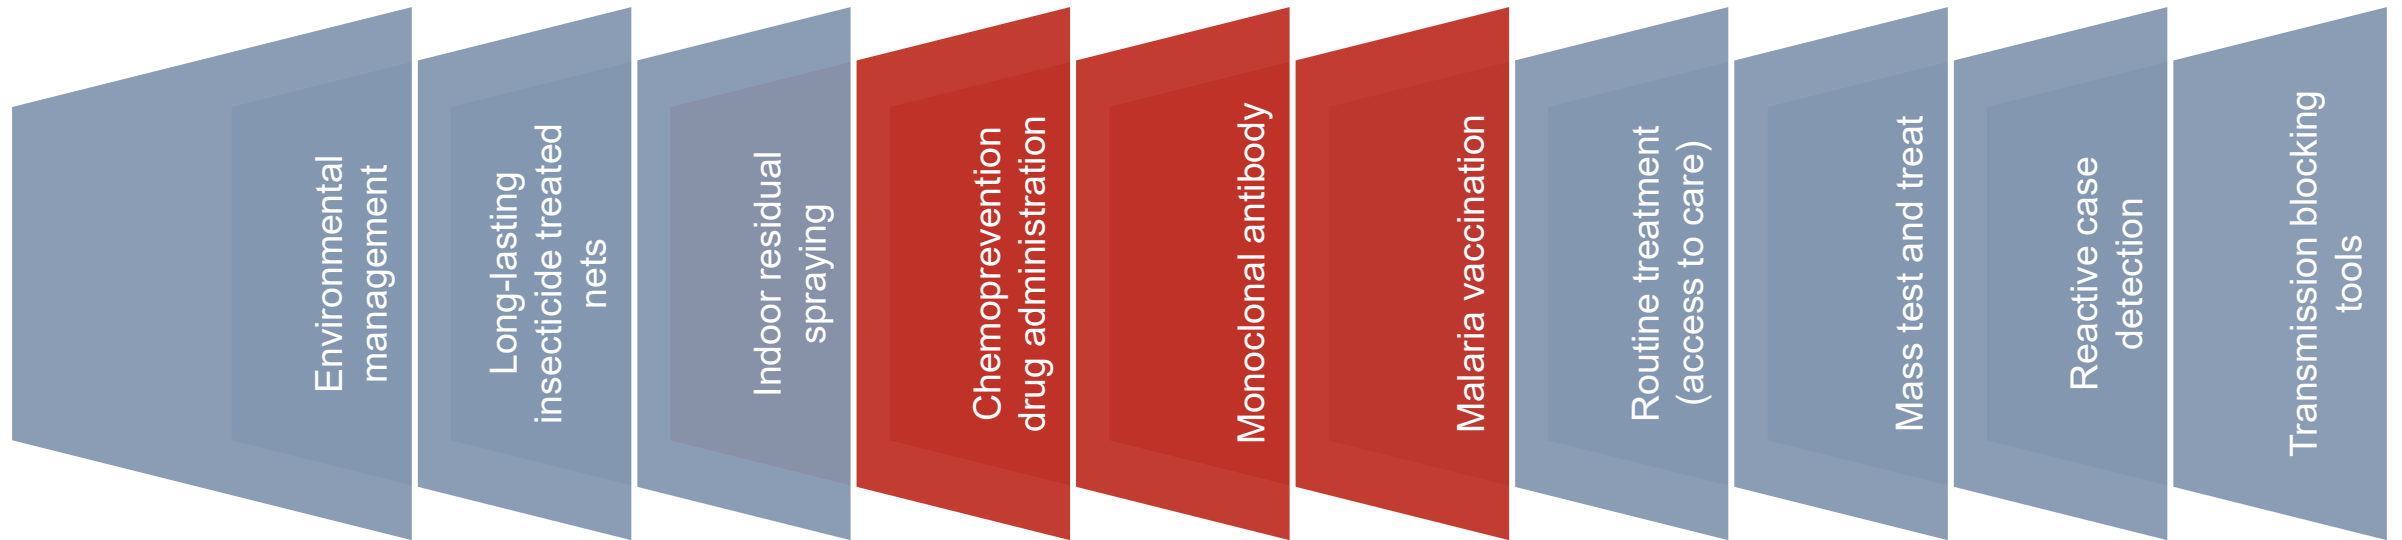 Environmental
management
Long-lasting
insecticide treated
nets
Indoor residual
spraying
Chemoprevention
drug administration
Monoclonal antibody
Malaria vaccination
Routine treatment
(access to care)
Mass test and treat
Reactive case
detection
Transmission blocking
tools